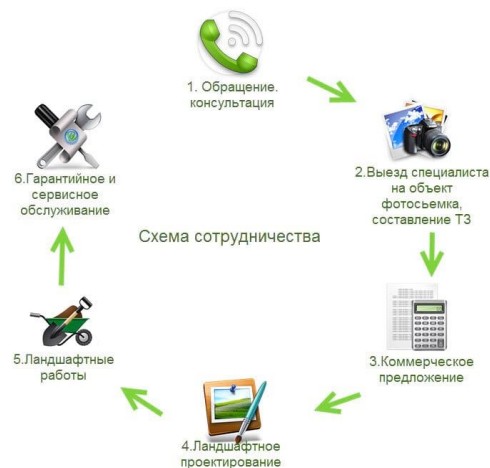 1. Обращение.
консультация
2.Выезд специалиста
на объект
фотосьемка,
составление ТЗ
3.Коммерческое
предложение
4.Ландшафтное
проектирование
5.Ландшафтные
работы
6.Гарантийное и
сервисное
обслуживание
Схема сотрудничества